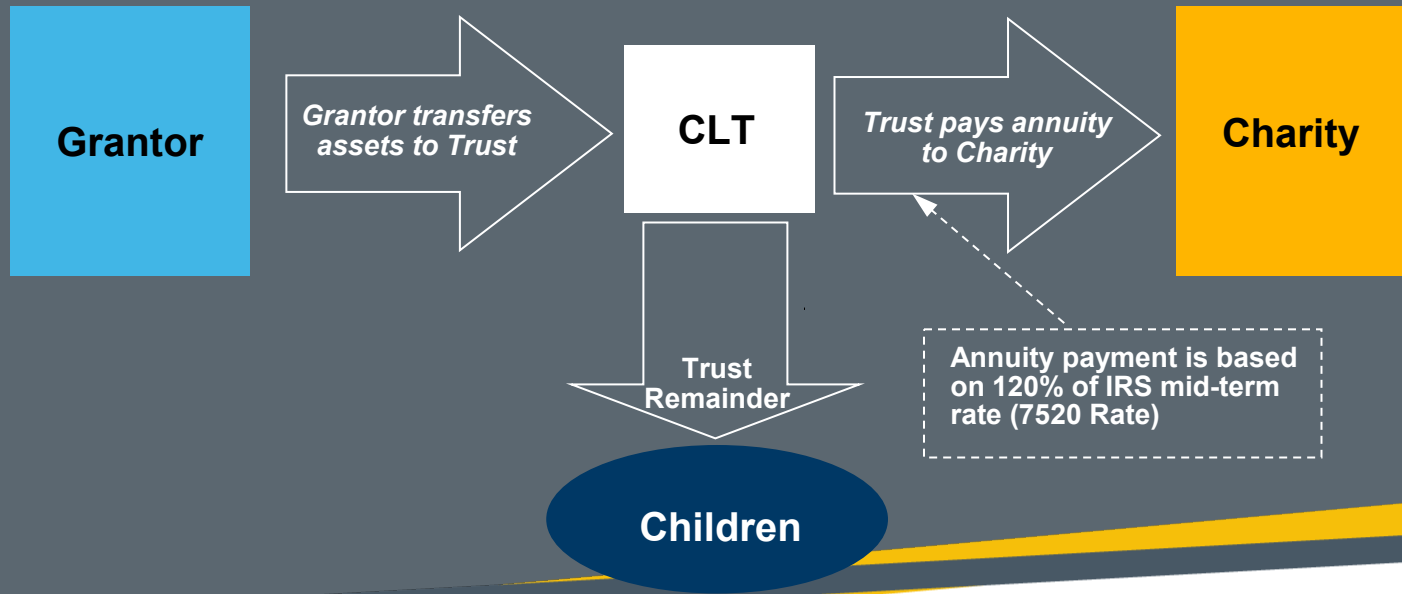 Grantor
Grantor transfers
assets to Trust
CLT
Trust pays annuity
to Charity
Charity
Trust
Remainder
Annuity payment is based
on 120% of IRS mid-term
rate (7520 Rate)
Children